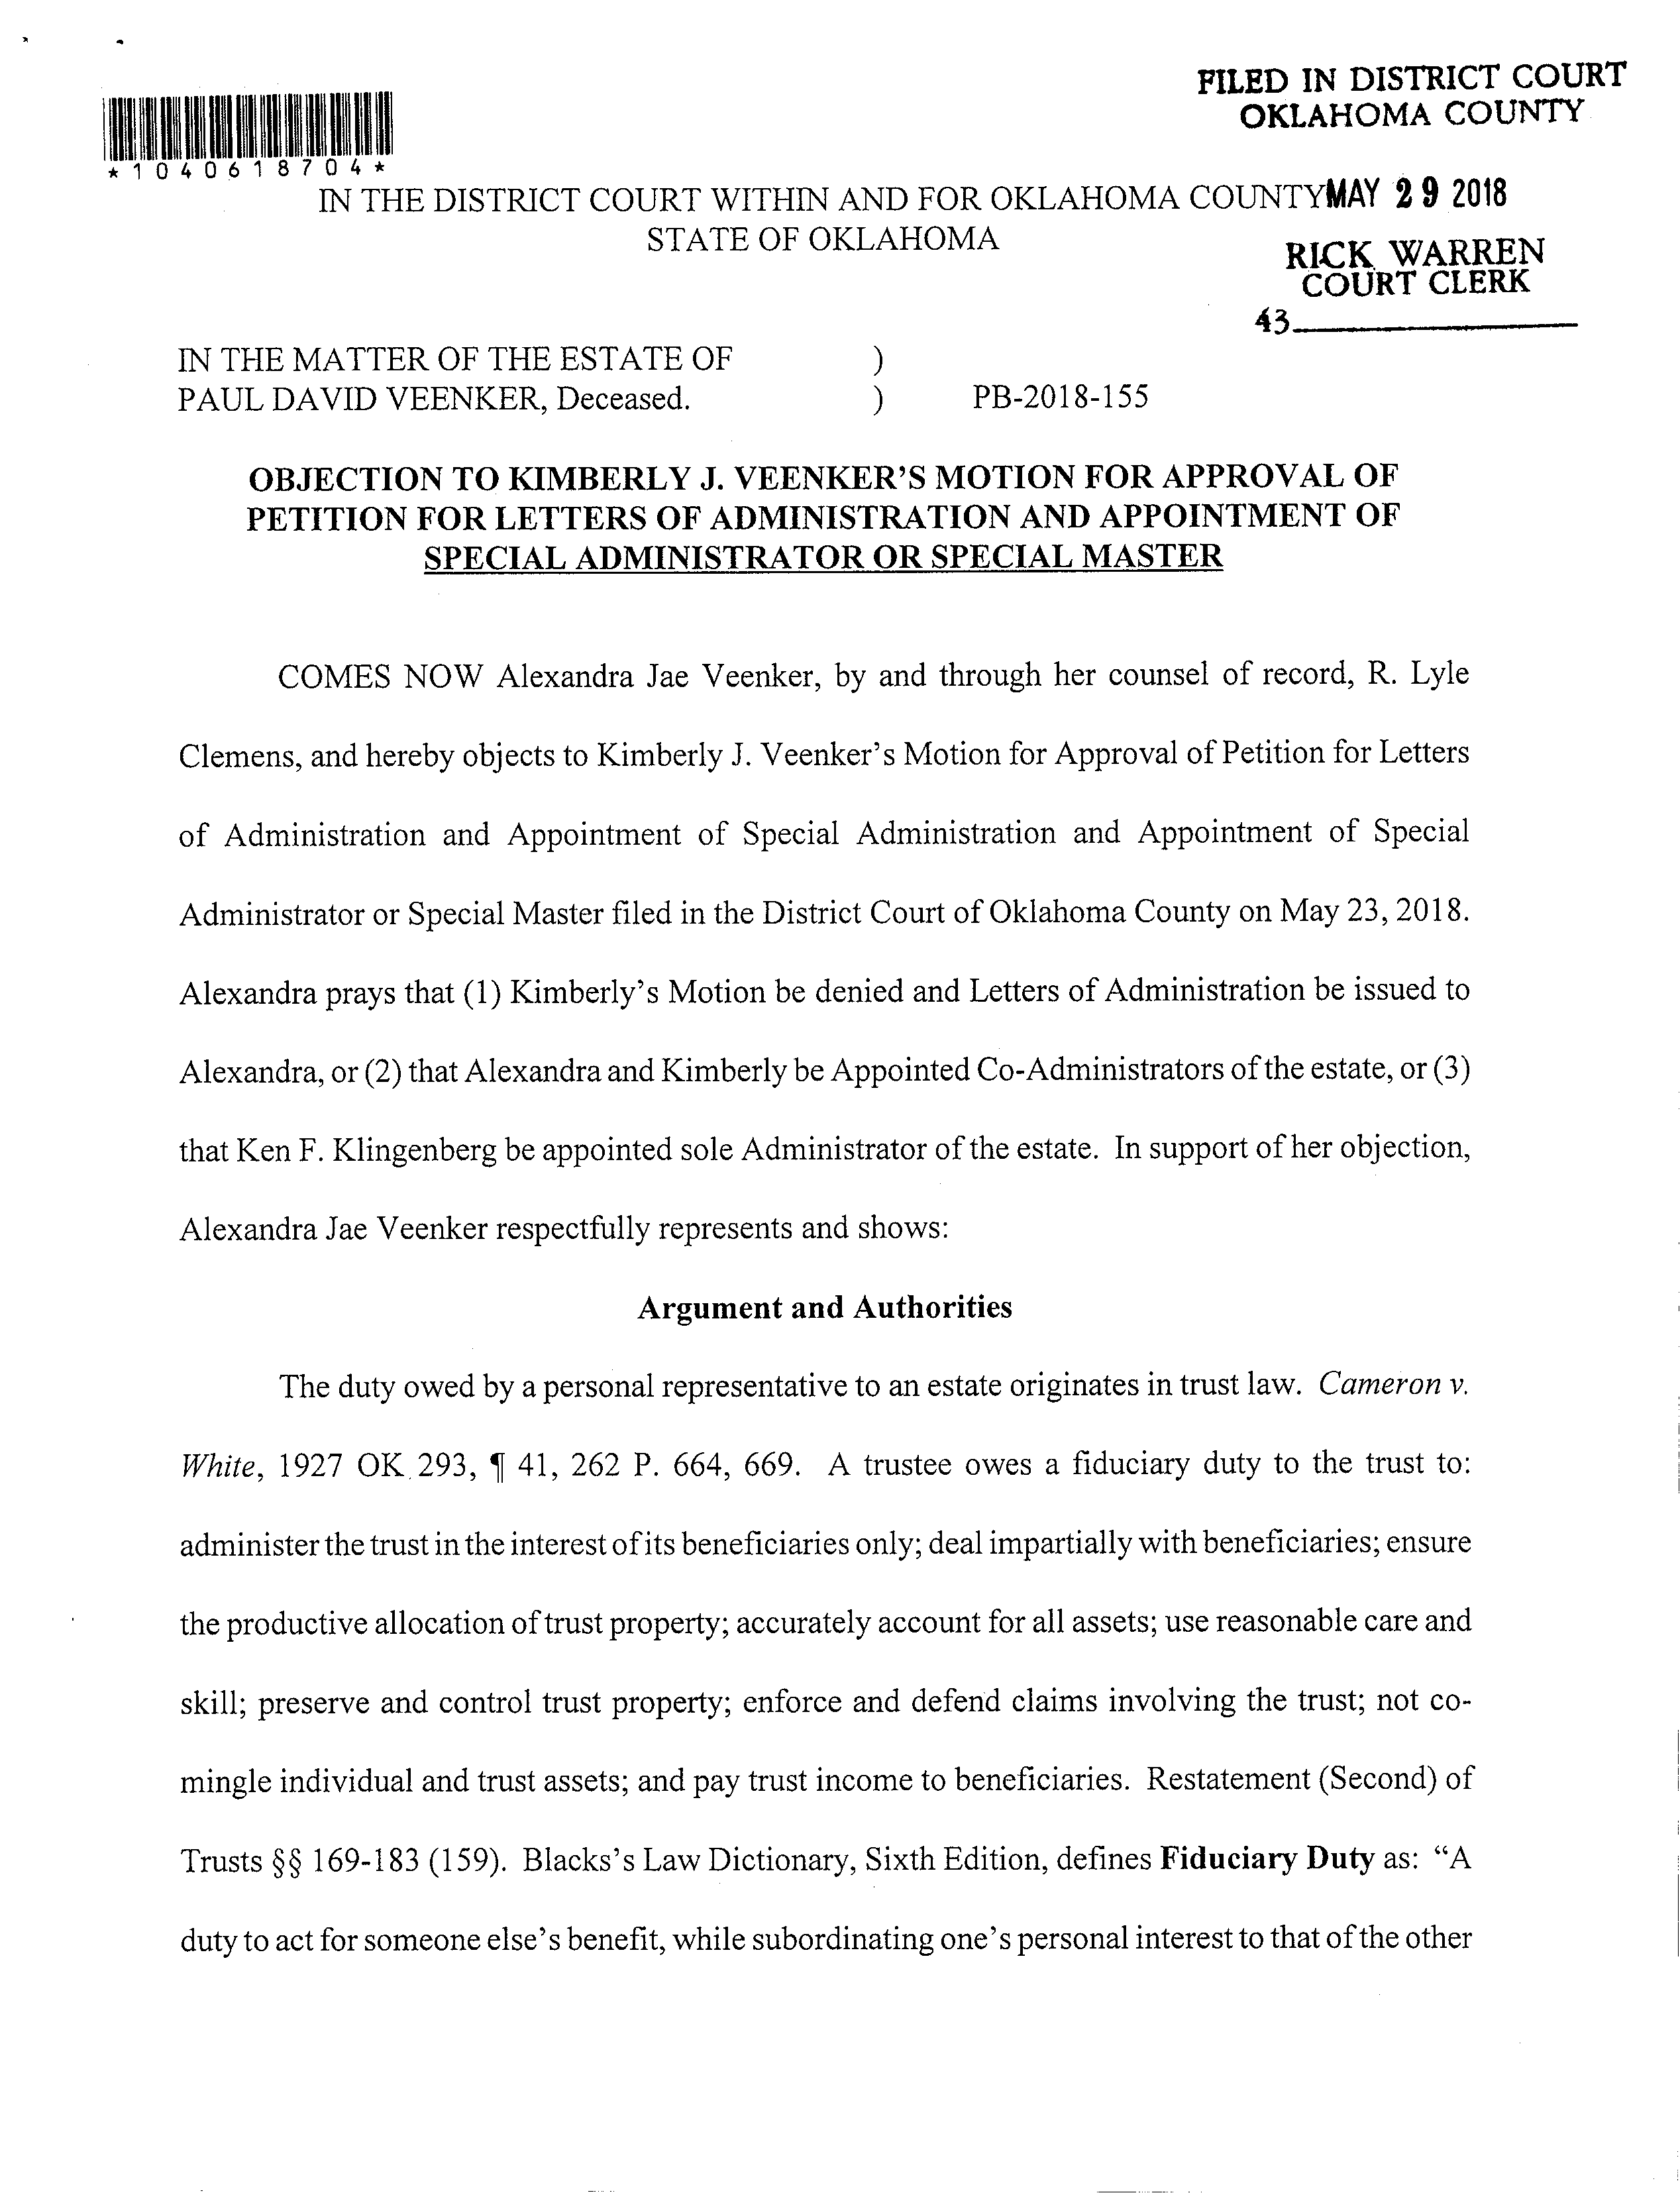 FILED IN DISTRICT COURT
OKLAHOMA COUNTY
*1040618704*
IN THE DISTRICT COURT WITHIN AND FOR OKLAHOMA COUNTY MAY 29 2018
STATE OF OKLAHOMA
RICK WARREN
COURT CLERK
43
IN THE MATTER OF THE ESTATE OF )
PAUL DAVID VEENKER, Deceased. ) PB-2018-155
OBJECTION TO KIMBERLY J. VEENKER'S MOTION FOR APPROVAL OF
PETITION FOR LETTERS OF ADMINISTRATION AND APPOINTMENT OF
SPECIAL ADMINISTRATOR OR SPECIAL MASTER
COMES NOW Alexandra Jae Veenker, by and through her counsel of record, R. Lyle
Clemens, and hereby objects to Kimberly J. Veenker's Motion for Approval of Petition for Letters
of Administration and Appointment of Special Administration and Appointment of Special
Administrator or Special Master filed in the District Court of Oklahoma County on May 23, 2018.
Alexandra prays that (1) Kimberly's Motion be denied and Letters of Administration be issued to
Alexandra, or (2) that Alexandra and Kimberly be Appointed Co-Administrators of the estate, or (3)
that Ken F. Klingenberg be appointed sole Administrator of the estate. In support of her objection,
Alexandra Jae Veenker respectfully represents and shows:
Argument and Authorities
The duty owed by a personal representative to an estate originates in trust law. Cameron v.
White, 1927 OK 293, ¶ 41, 262 P. 664, 669. A trustee owes a fiduciary duty to the trust to:
administer the trust in the interest of its beneficiaries only; deal impartially with beneficiaries; ensure
the productive allocation of trust property; accurately account for all assets; use reasonable care and
skill; preserve and control trust property; enforce and defend claims involving the trust; not co-
mingle individual and trust assets; and pay trust income to beneficiaries. Restatement (Second) of
Trusts §§ 169-183 (159). Blacks's Law Dictionary, Sixth Edition, defines Fiduciary Duty as: "A
duty to act for someone else's benefit, while subordinating one's personal interest to that of the other